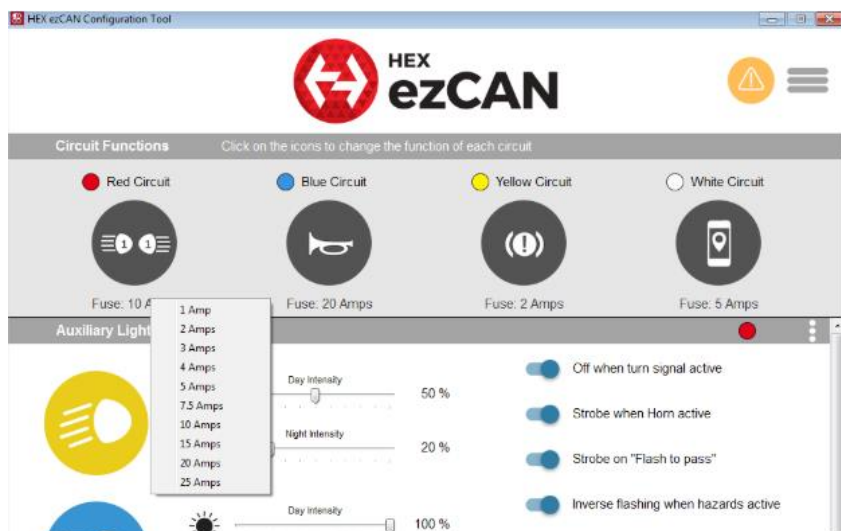 HEX ezCAN Configuration Tool
HEX
ezCAN
Circuit Functions Click on the icons to change the function of each circuit
Red Circuit Blue Circuit Yellow Circuit White Circuit
1 1
Fuse: 10 A Fuse: 20 Amps Fuse: 2 Amps Fuse: 5 Amps
Auxiliary Light
1 Amp
2 Amps
3 Amps
4 Amps
5 Amps
7.5 Amps
10 Amps
15 Amps
20 Amps
25 Amps
Day Intensity
50 %
Night Intensity
20 %
Day Intensity
100 %
Off when turn signal active
Strobe when Horn active
Strobe on "Flash to pass"
Inverse flashing when hazards active